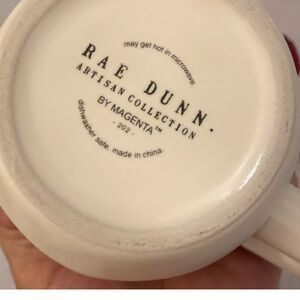 may get hot in microwave.
RAE DUNN.
ARTISAN COLLECTION
BY MAGENTA™
- 202 -
dishwasher safe. made in china.